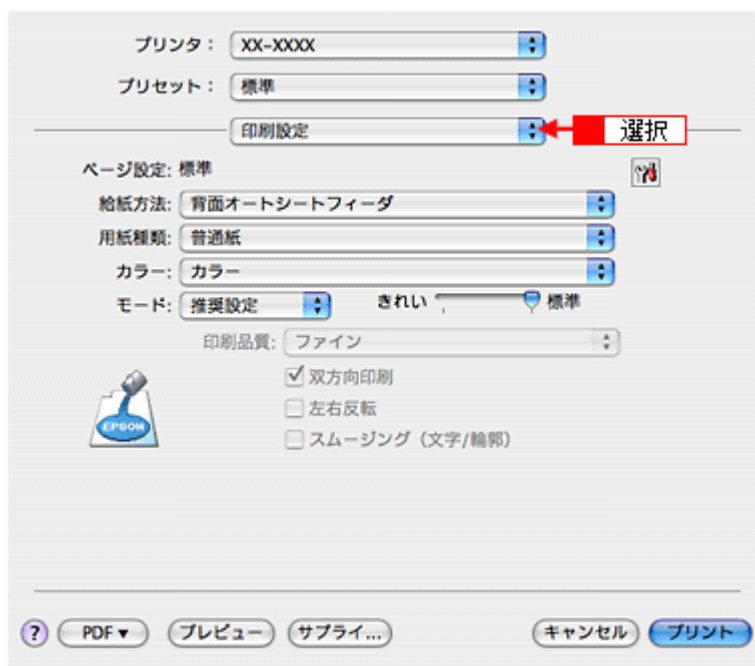 プリンタ： XX-XXXX
プリセット： 標準
印刷設定 選択
ページ設定: 標準
給紙方法: 背面オートシートフィーダ
用紙種類: 普通紙
カラー: カラー
モード: 推奨設定 きれい 標準
印刷品質: ファイン
双方向印刷
左右反転
スムージング（文字/輪郭）
EPSON
? PDF▼ プレビュー サプライ... キャンセル プリント